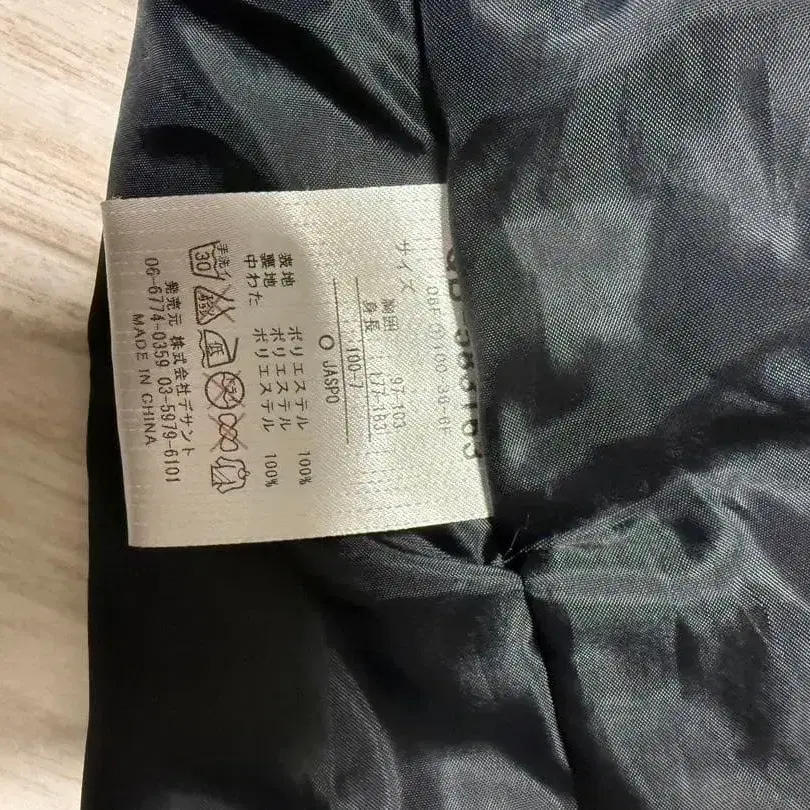 サイズ
胸囲 97-103
身長 177-183
100-7
O JASPO
表地 ポリエステル 100%
裏地 ポリエステル
中わた ポリエステル 100%
手洗イ
30
発売元 株式会社デサント
06-6774-0359 03-5979-6101
MADE IN CHINA